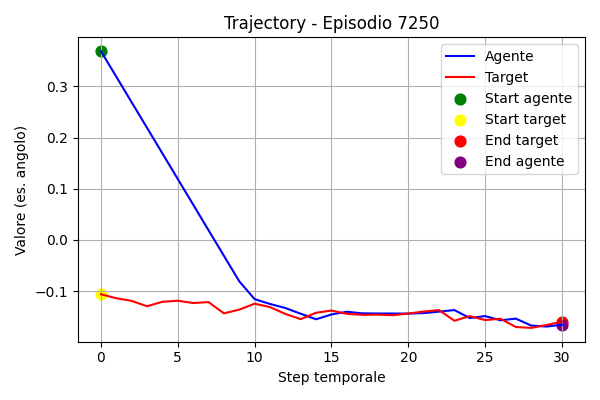 Trajectory - Episodio 7250
Valore (es. angolo)
0.3
0.2
0.1
0.0
−0.1
0
5
10
15
20
25
30
Step temporale
Agente
Target
Start agente
Start target
End target
End agente